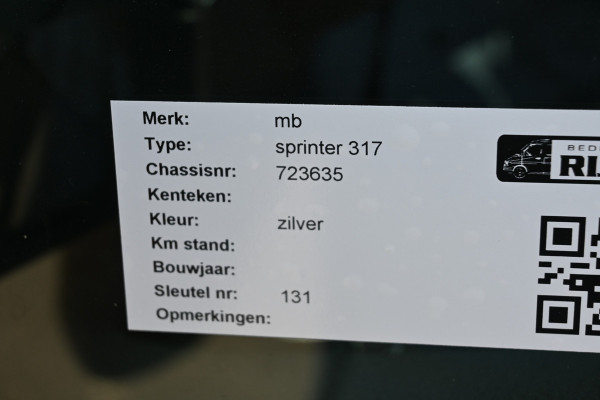 Merk: mb
Type: sprinter 317
Chassisnr: 723635
Kenteken:
Kleur: zilver
Km stand:
Bouwjaar:
Sleutel nr: 131
Opmerkingen: